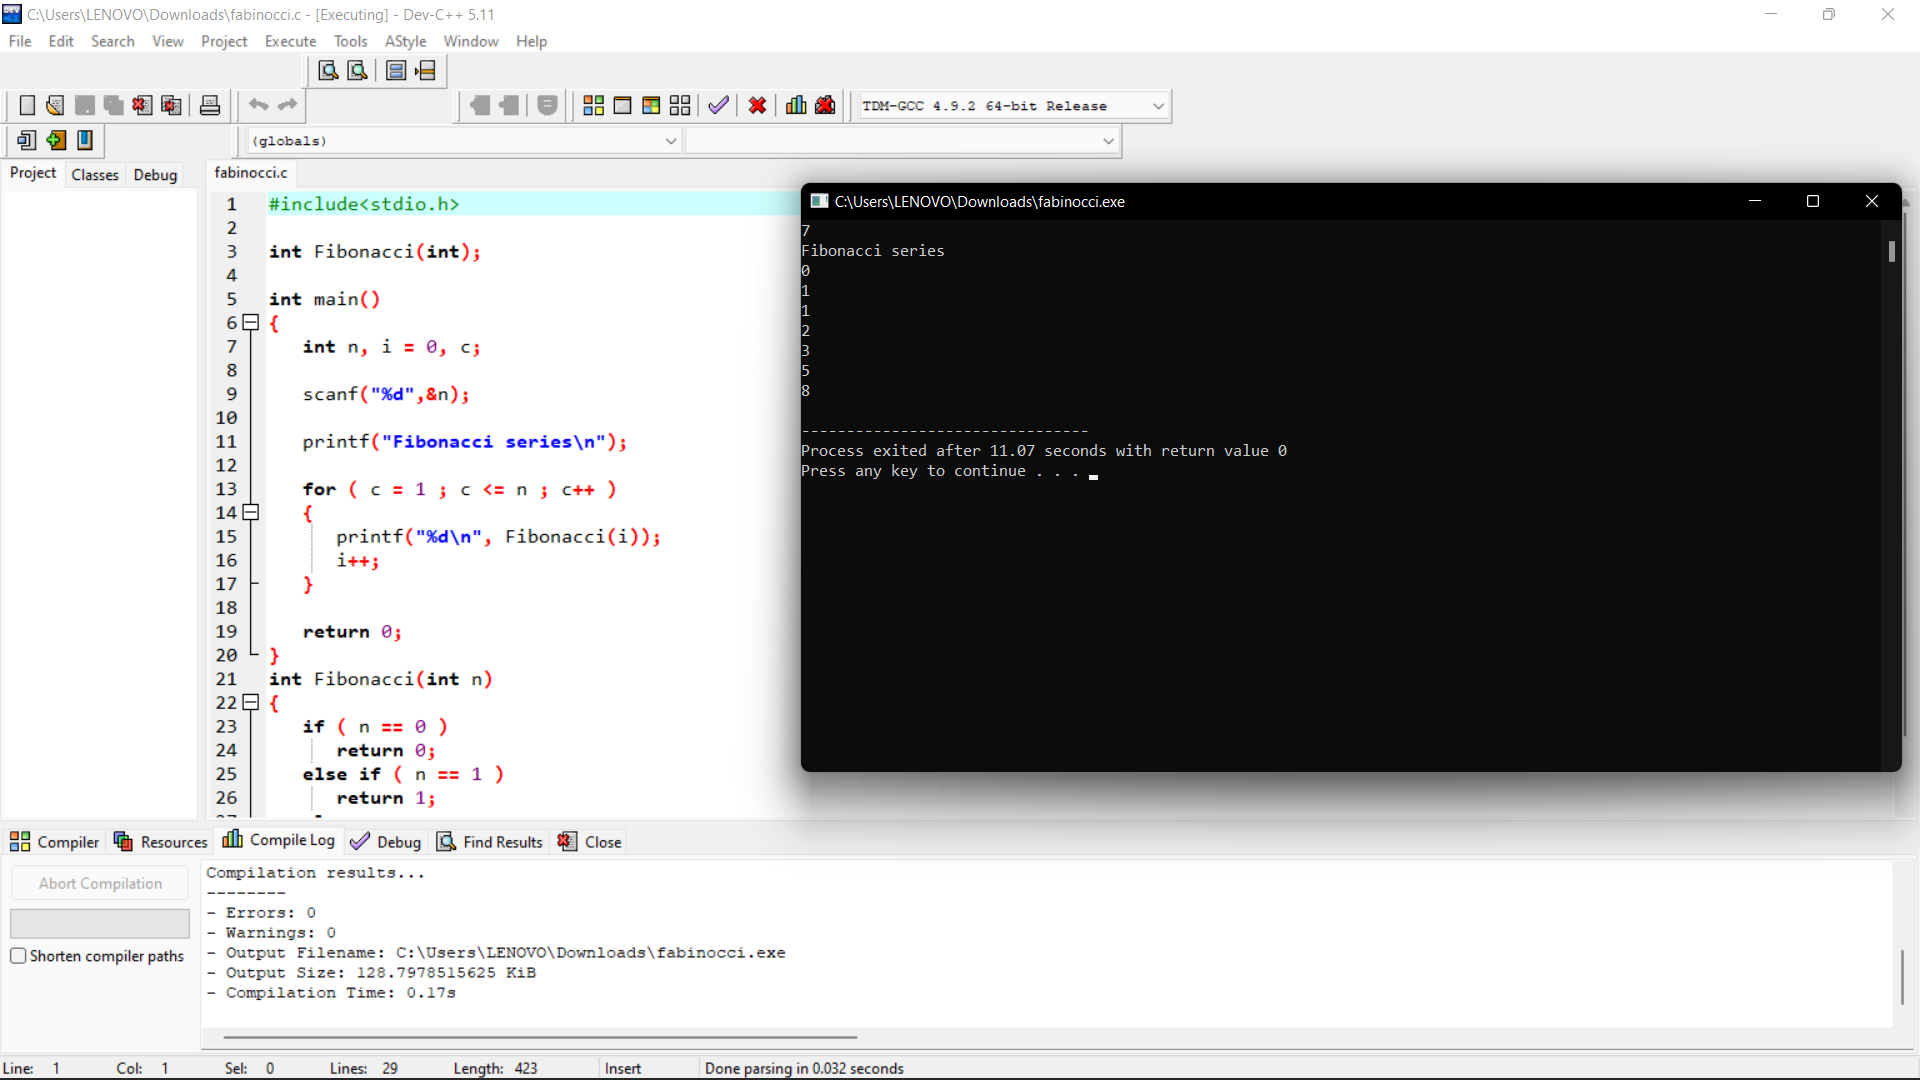 C:\Users\LENOVO\Downloads\fabinocci.c - [Executing] - Dev-C++ 5.11
File Edit Search View Project Execute Tools AStyle Window Help
TDM-GCC 4.9.2 64-bit Release
(globals)
Project Classes Debug
fabinocci.c
1 #include<stdio.h>
2
3 int Fibonacci(int);
4
5 int main()
6 {
7 int n, i = 0, c;
8
9 scanf("%d",&n);
10
11 printf("Fibonacci series\n");
12
13 for ( c = 1 ; c <= n ; c++ )
14 {
15 printf("%d\n", Fibonacci(i));
16 i++;
17 }
18
19 return 0;
20 }
21 int Fibonacci(int n)
22 {
23 if ( n == 0 )
24 return 0;
25 else if ( n == 1 )
26 return 1;
C:\Users\LENOVO\Downloads\fabinocci.exe
7
Fibonacci series
0
1
1
2
3
5
8
--------------------------------
Process exited after 11.07 seconds with return value 0
Press any key to continue . . .
Compiler Resources Compile Log Debug Find Results Close
Abort Compilation
Shorten compiler paths
Compilation results...
--------
- Errors: 0
- Warnings: 0
- Output Filename: C:\Users\LENOVO\Downloads\fabinocci.exe
- Output Size: 128.7978515625 KiB
- Compilation Time: 0.17s
Line: 1 Col: 1 Sel: 0 Lines: 29 Length: 423 Insert Done parsing in 0.032 seconds